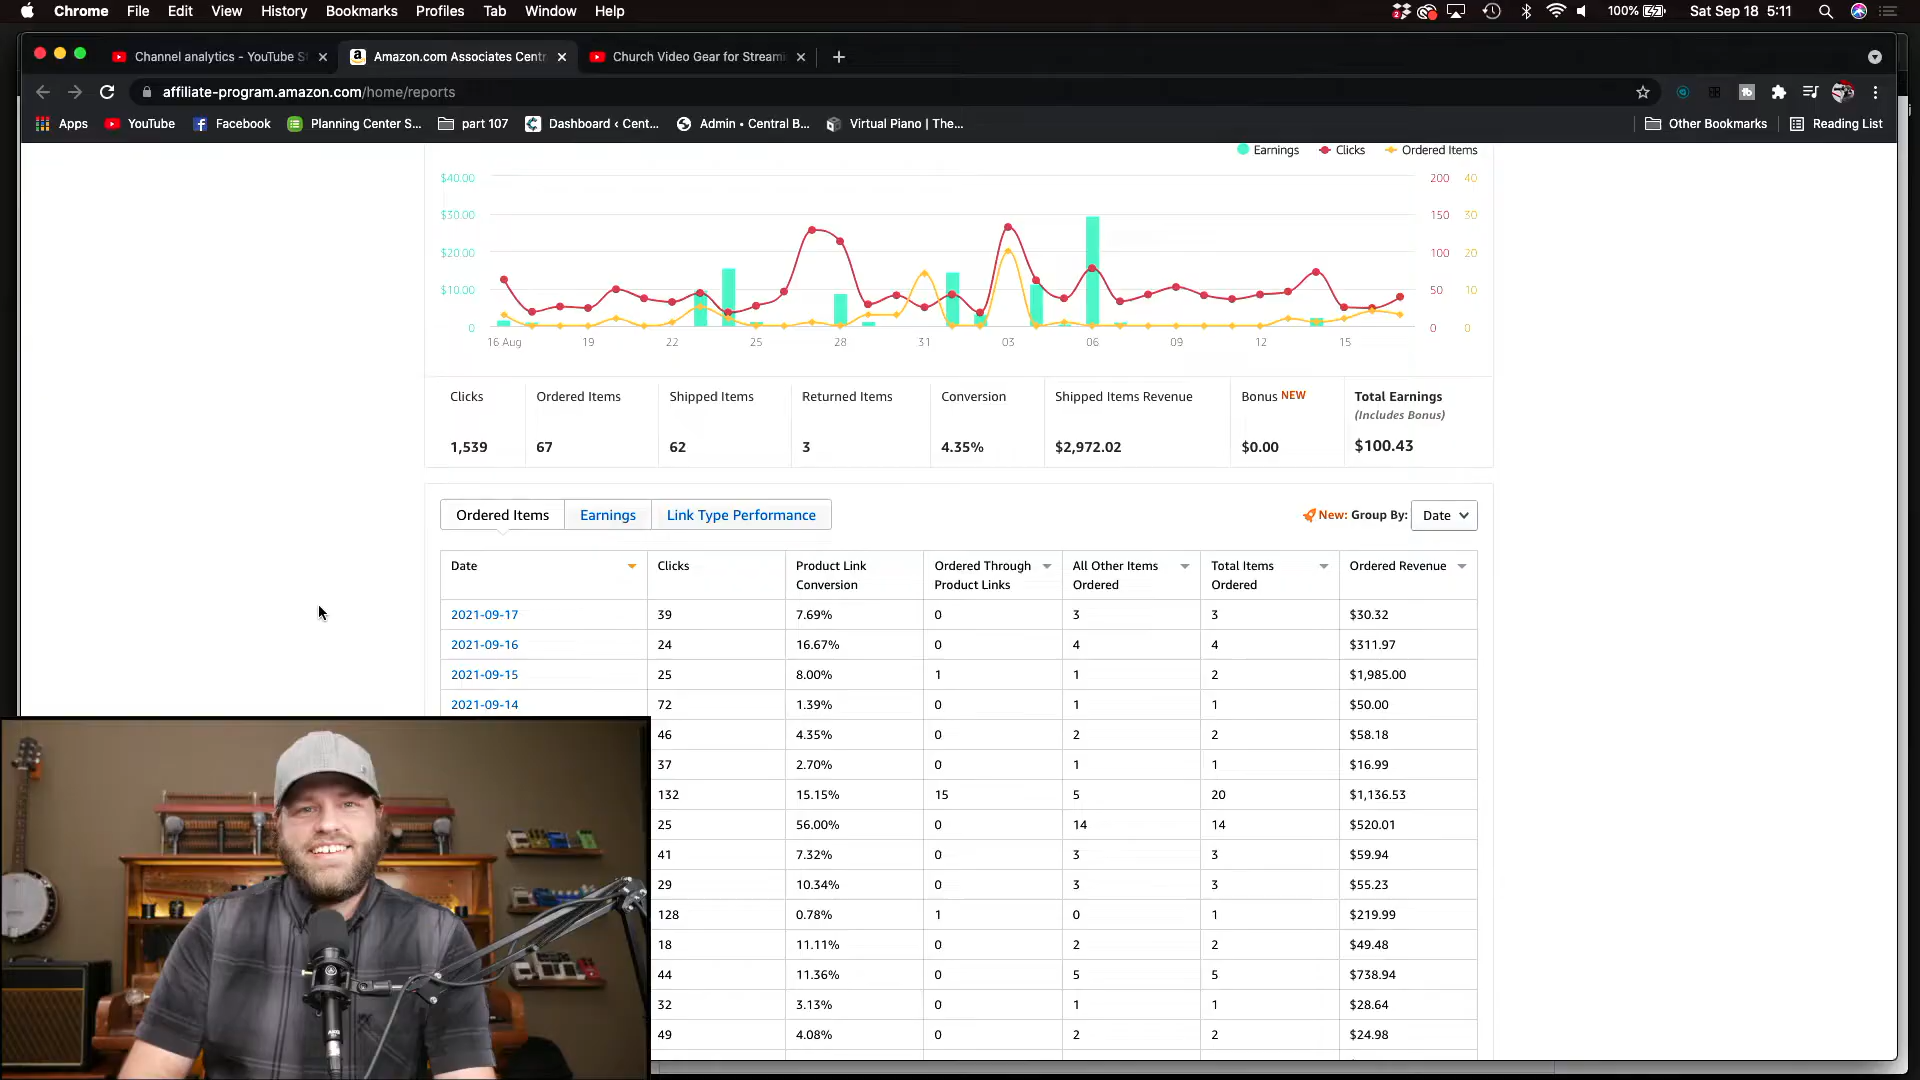 Chrome File Edit View History Bookmarks Profiles Tab Window Help 100% Sat Sep 18 5:11
Channel analytics - YouTube S Amazon.com Associates Cent Church Video Gear for Streami
affiliate-program.amazon.com/home/reports
Apps YouTube Facebook Planning Center S... part 107 Dashboard ‹ Cent... Admin • Central B... Virtual Piano | The... Other Bookmarks Reading List
Earnings Clicks Ordered Items
$40.00 200 40
$30.00 150 30
$20.00 100 20
$10.00 50 10
0 0 0
16 Aug 19 22 25 28 31 03 06 09 12 15
Clicks Ordered Items Shipped Items Returned Items Conversion Shipped Items Revenue Bonus NEW Total Earnings
(Includes Bonus)
1,539 67 62 3 4.35% $2,972.02 $0.00 $100.43
Ordered Items Earnings Link Type Performance New: Group By: Date
Date Clicks Product Link Ordered Through All Other Items Total Items Ordered Revenue
Conversion Product Links Ordered Ordered
2021-09-17 39 7.69% 0 3 3 $30.32
2021-09-16 24 16.67% 0 4 4 $311.97
2021-09-15 25 8.00% 1 1 2 $1,985.00
2021-09-14 72 1.39% 0 1 1 $50.00
46 4.35% 0 2 2 $58.18
37 2.70% 0 1 1 $16.99
132 15.15% 15 5 20 $1,136.53
25 56.00% 0 14 14 $520.01
41 7.32% 0 3 3 $59.94
29 10.34% 0 3 3 $55.23
128 0.78% 1 0 1 $219.99
18 11.11% 0 2 2 $49.48
44 11.36% 0 5 5 $738.94
32 3.13% 0 1 1 $28.64
49 4.08% 0 2 2 $24.98